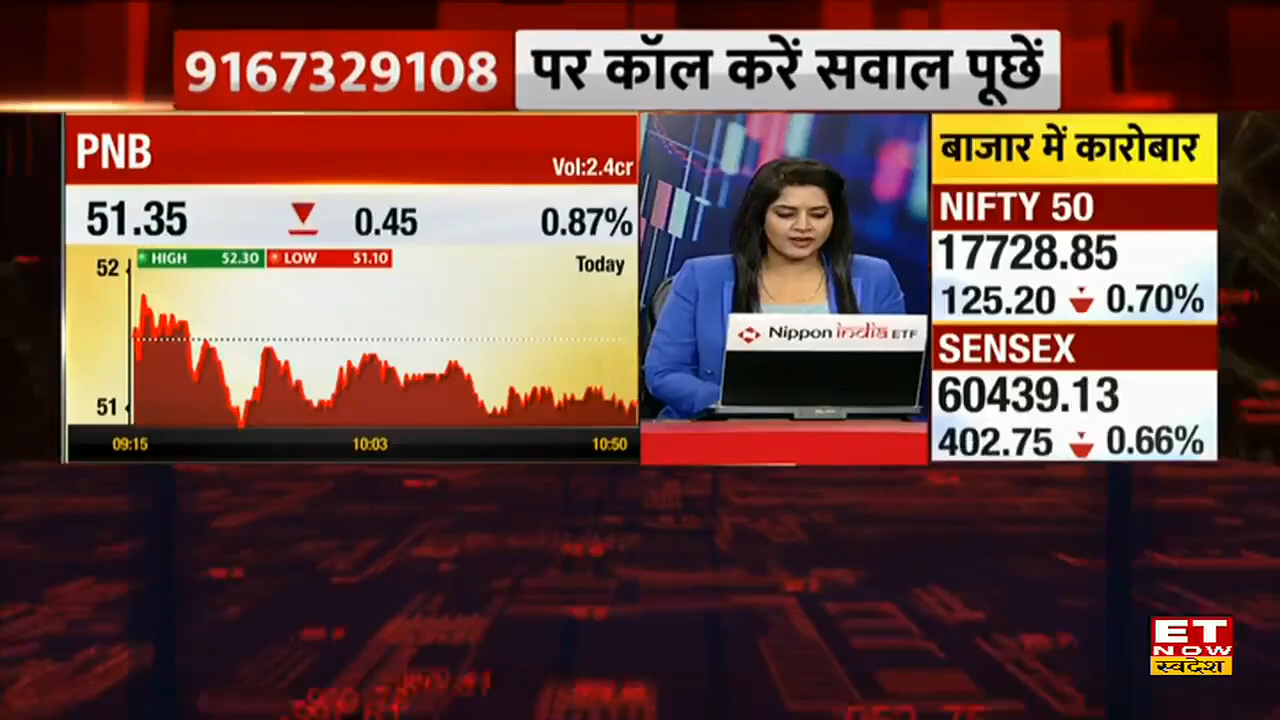 9167329108 पर कॉल करें सवाल पूछें
PNB
Vol:2.4cr
51.35 0.45 0.87%
HIGH 52.30 LOW 51.10
Today
52
51
09:15 10:03 10:50
Nippon india ETF
बाजार में कारोबार
NIFTY 50
17728.85
125.20 0.70%
SENSEX
60439.13
402.75 0.66%
ET
NOW
स्वदेश